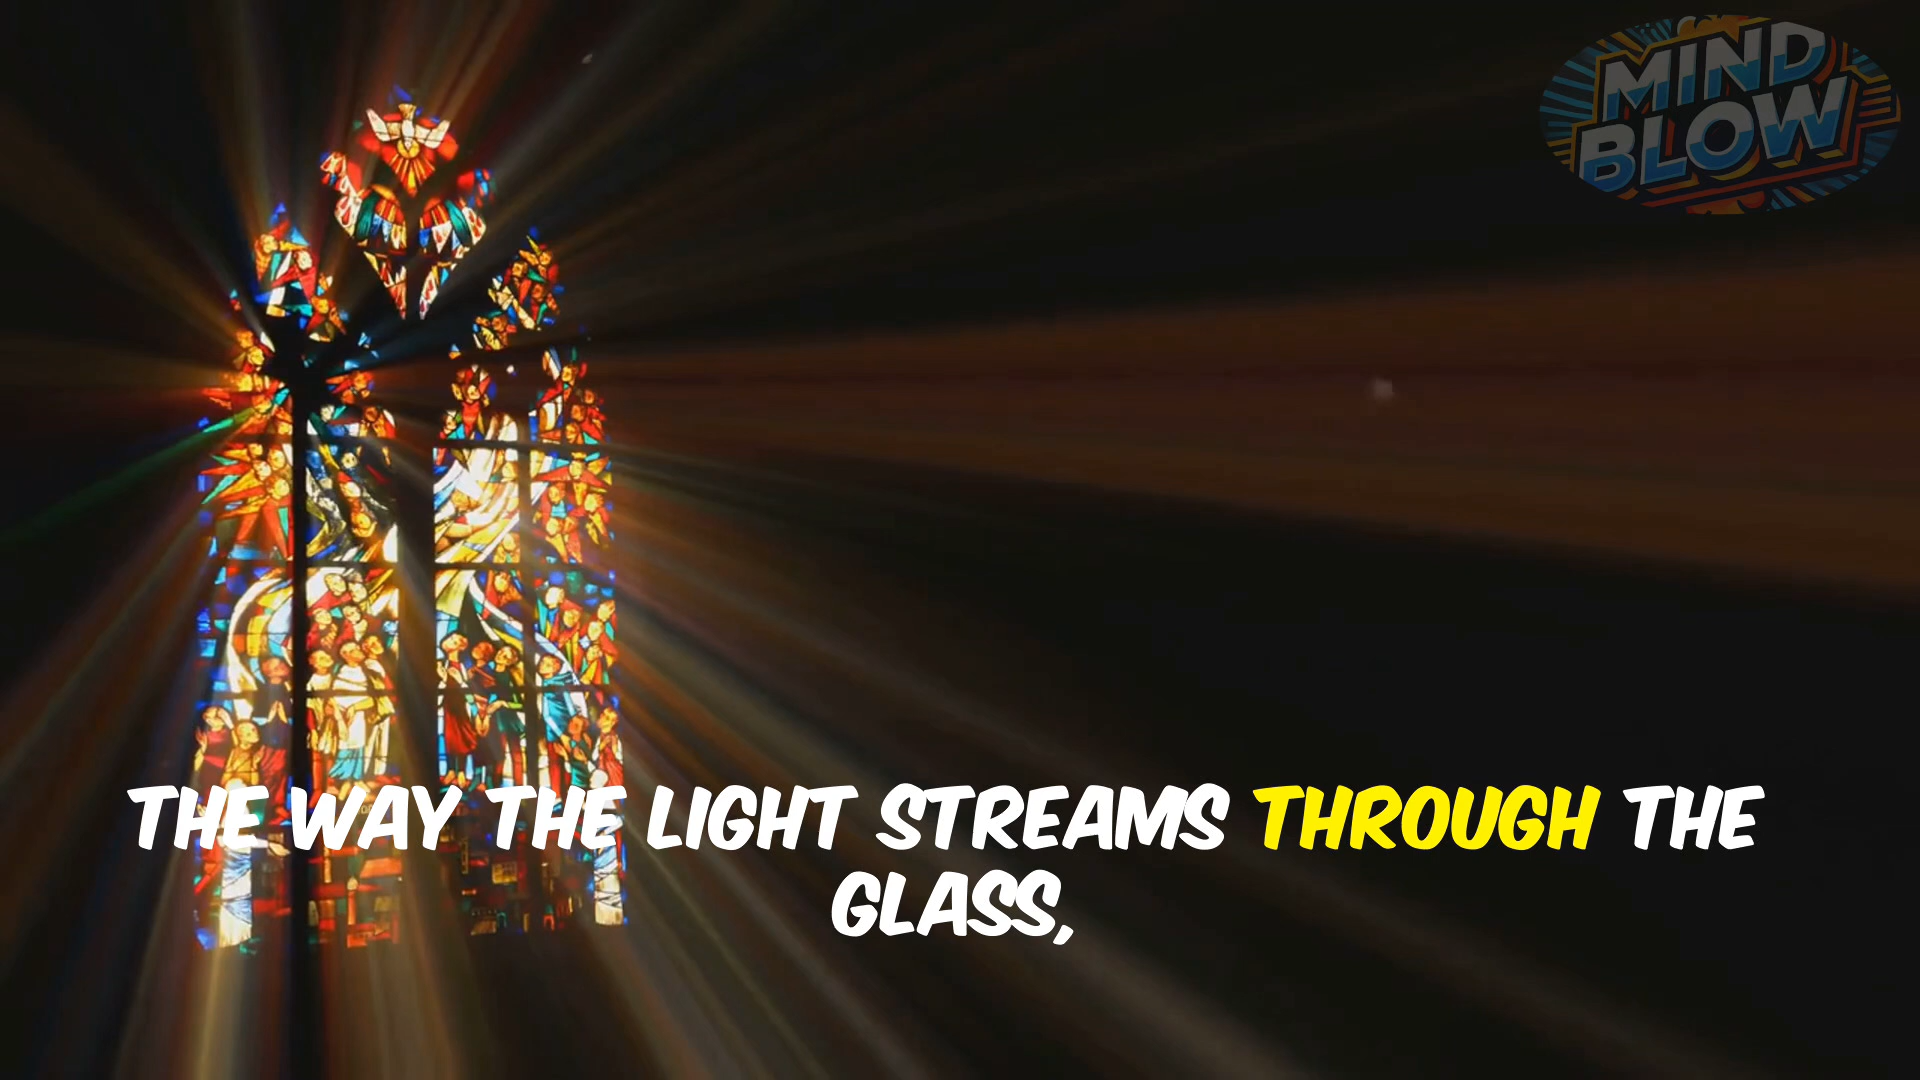 MIND
BLOW
THE WAY THE LIGHT STREAMS THROUGH THE
GLASS,